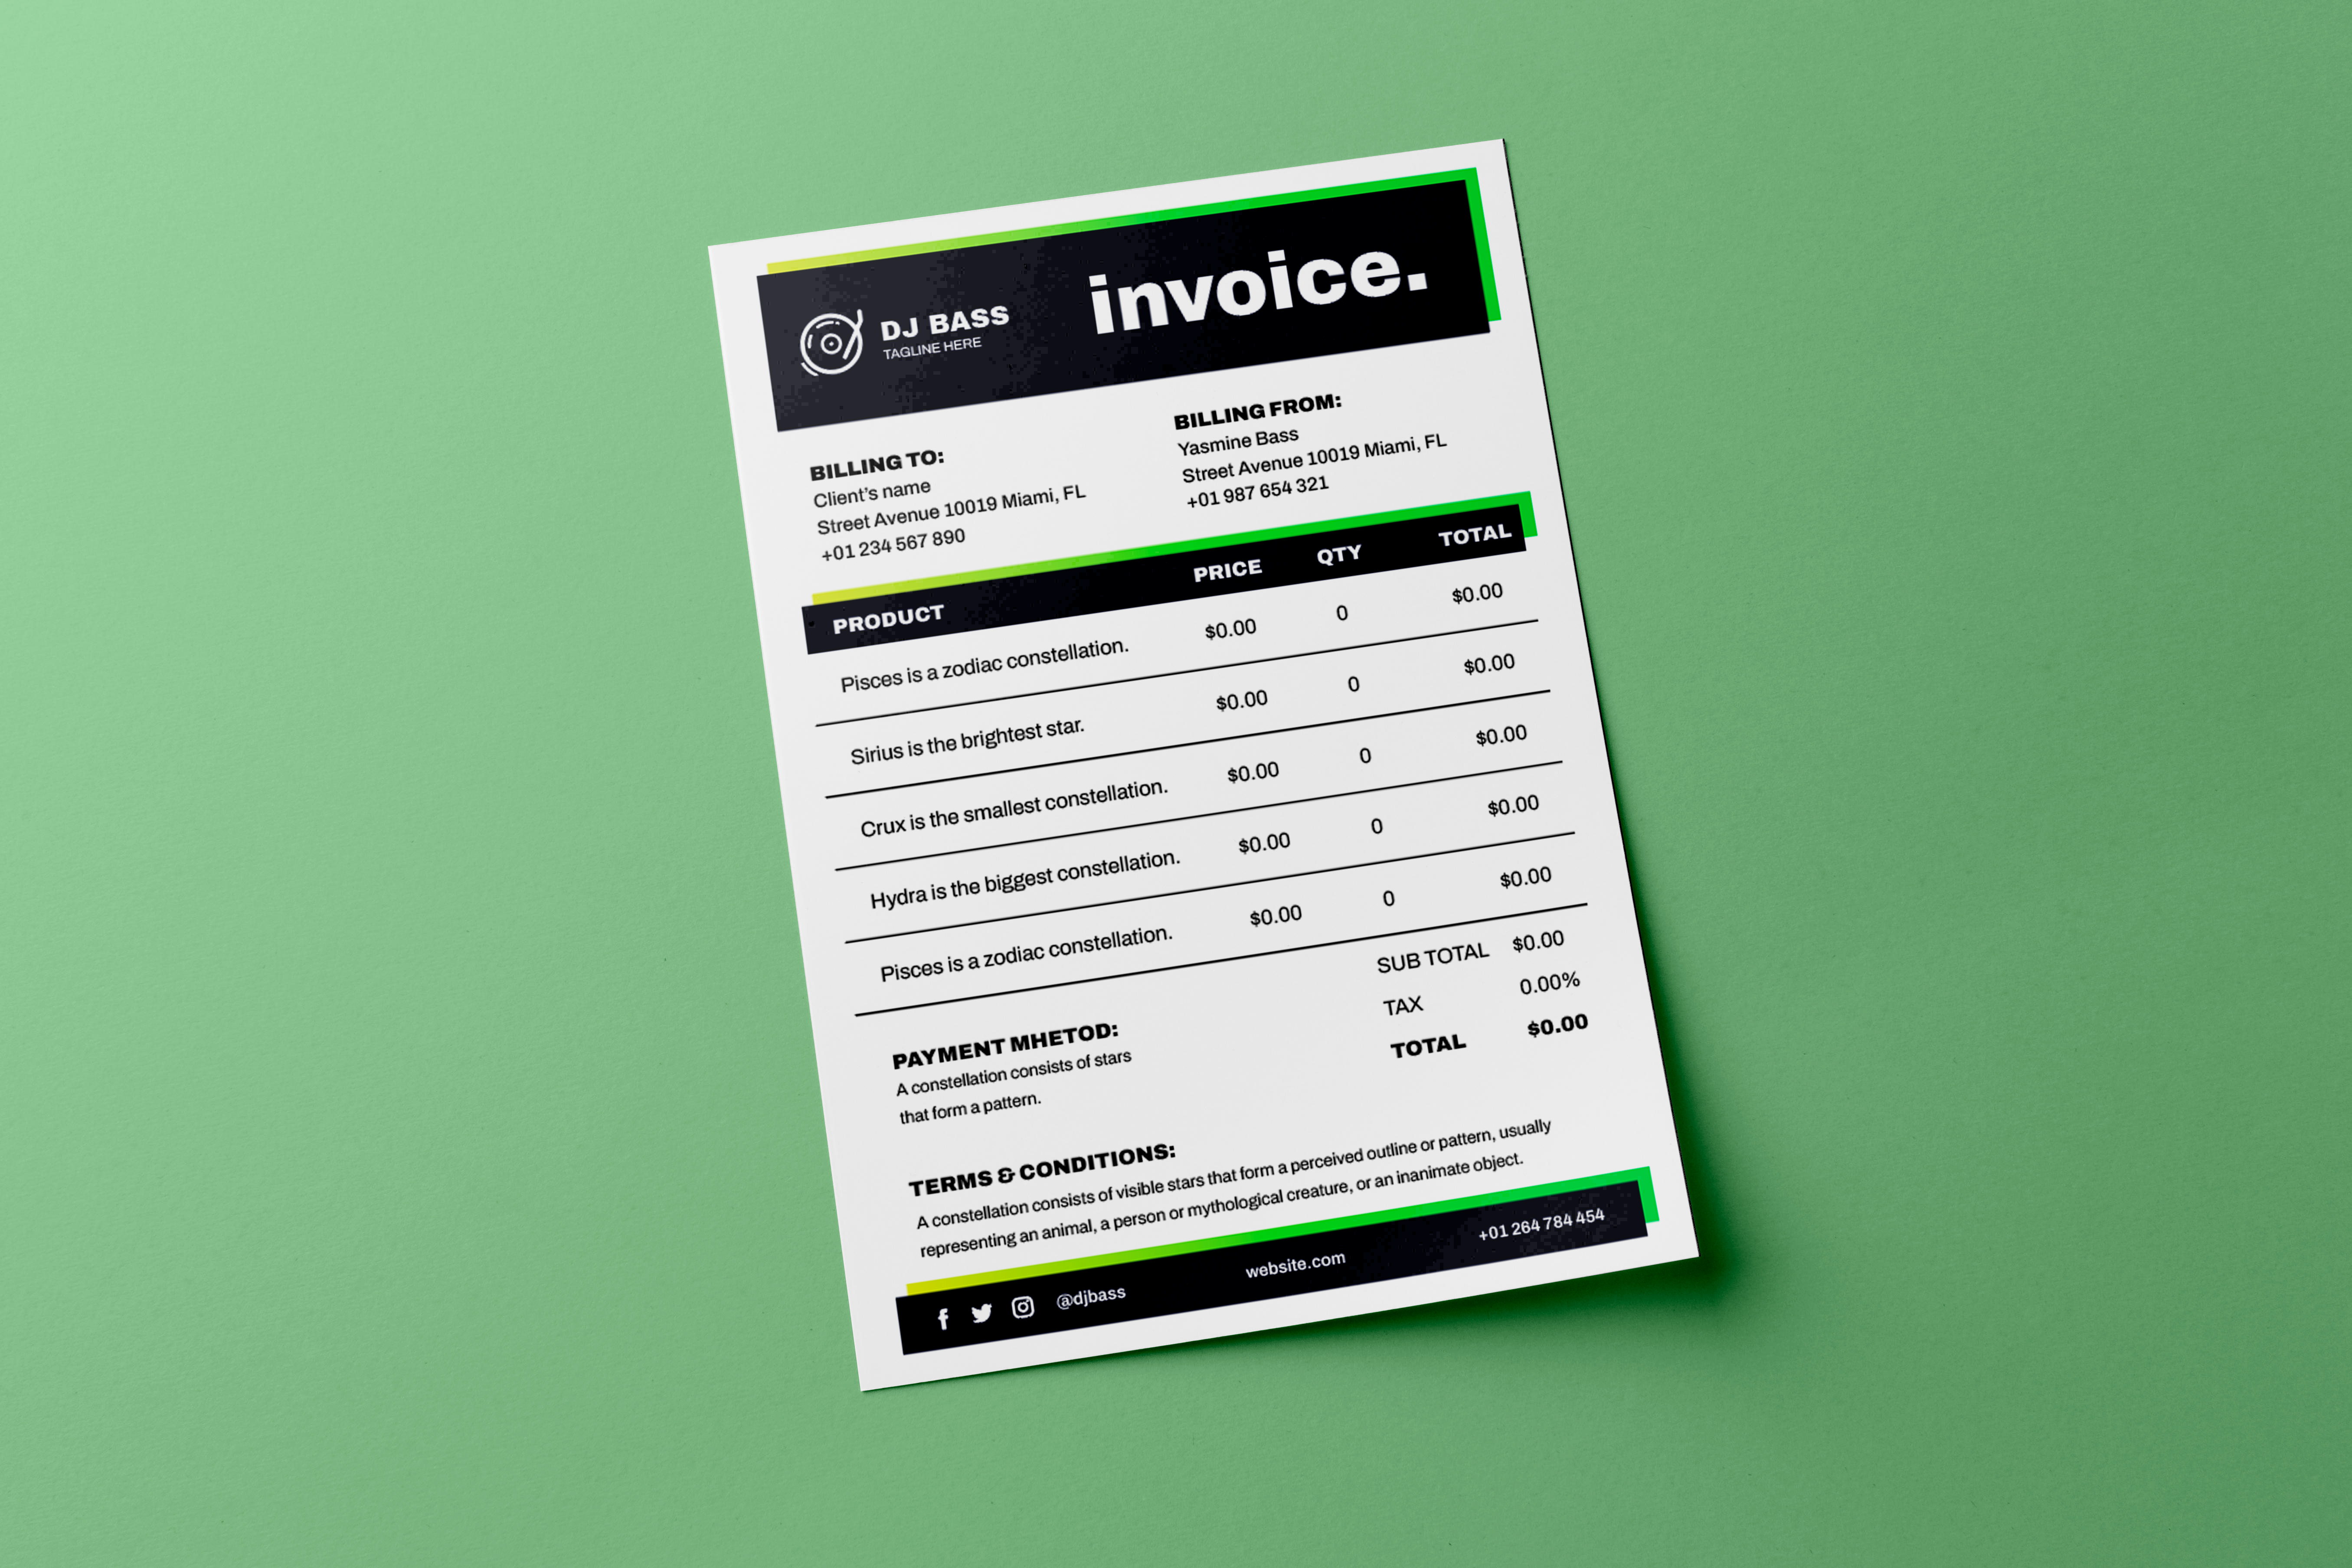 DJ BASS
TAGLINE HERE
invoice.
BILLING TO:
Client's name
Street Avenue 10019 Miami, FL
+01 234 567 890
BILLING FROM:
Yasmine Bass
Street Avenue 10019 Miami, FL
+01 987 654 321
PRODUCT PRICE QTY TOTAL
Pisces is a zodiac constellation. $0.00 0 $0.00
Sirius is the brightest star. $0.00 0 $0.00
Crux is the smallest constellation. $0.00 0 $0.00
Hydra is the biggest constellation. $0.00 0 $0.00
Pisces is a zodiac constellation. $0.00 0 $0.00
SUB TOTAL $0.00
TAX 0.00%
TOTAL $0.00
PAYMENT MHETOD:
A constellation consists of stars
that form a pattern.
TERMS & CONDITIONS:
A constellation consists of visible stars that form a perceived outline or pattern, usually
representing an animal, a person or mythological creature, or an inanimate object.
@djbass website.com +01 264 784 454